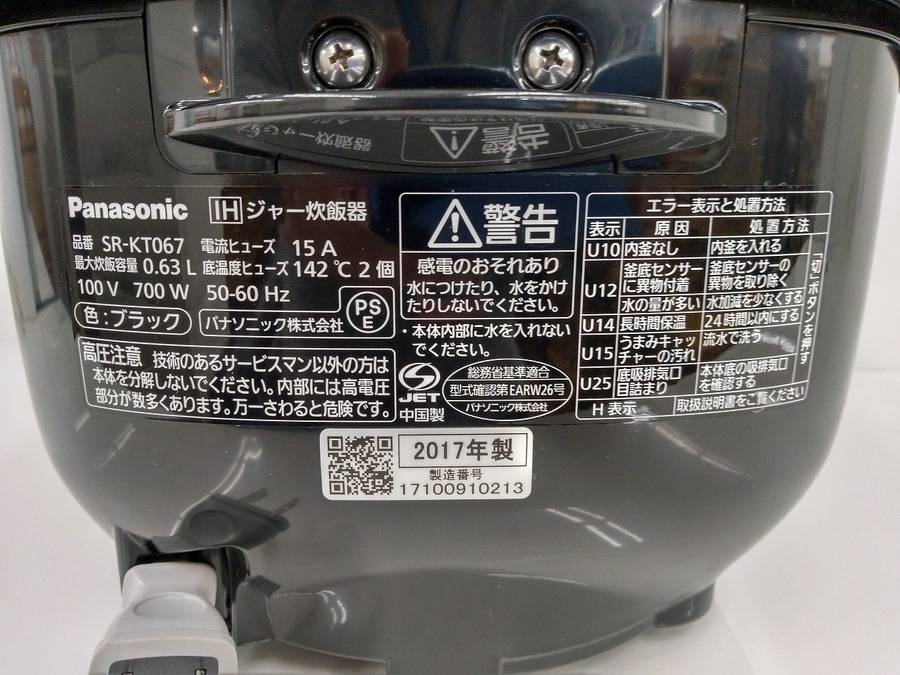 Panasonic IHジャー炊飯器
品番 SR-KT067 電流ヒューズ 15 A
最大炊飯容量 0.63 L 底温度ヒューズ 142 ℃ 2 個
100 V 700 W 50-60 Hz
色：ブラック パナソニック株式会社 PS E
高圧注意 技術のあるサービスマン以外の方は
本体を分解しないでください。内部には高電圧
部分が数多くあります。万一さわると危険です。
警告
感電のおそれあり
水につけたり、水をかけ
たりしないでください。
・本体内部に水を入れない
でください。
JET
中国製
総務省基準適合
型式確認第EARW26号
パナソニック株式会社
エラー表示と処置方法
表示 原因 処置方法
U10 内釜なし 内釜を入れる
U12 釜底センサーに異物付着 釜底センサーの異物を取り除く
水の量が多い 水加減を少なくする
U14 長時間保温 24時間以内にする
U15 うまみキャッチャーの汚れ 流水で洗う
U25 底吸排気口目詰まり 本体底の吸排気口を確認する
「切」ボタンを押す
H 表示 取扱説明書をご覧ください
2017年製
製造番号
17100910213